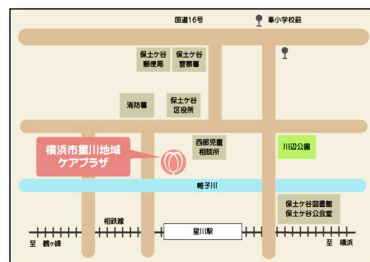 国道16号
峯小学校前
保土ケ谷
郵便局
保土ケ谷
警察署
消防署
保土ケ谷
区役所
横浜市星川地域
ケアプラザ
西部児童
相談所
川辺公園
帷子川
保土ケ谷図書館
保土ケ谷公会堂
相鉄線
星川駅
至 鶴ヶ峰
至 横浜